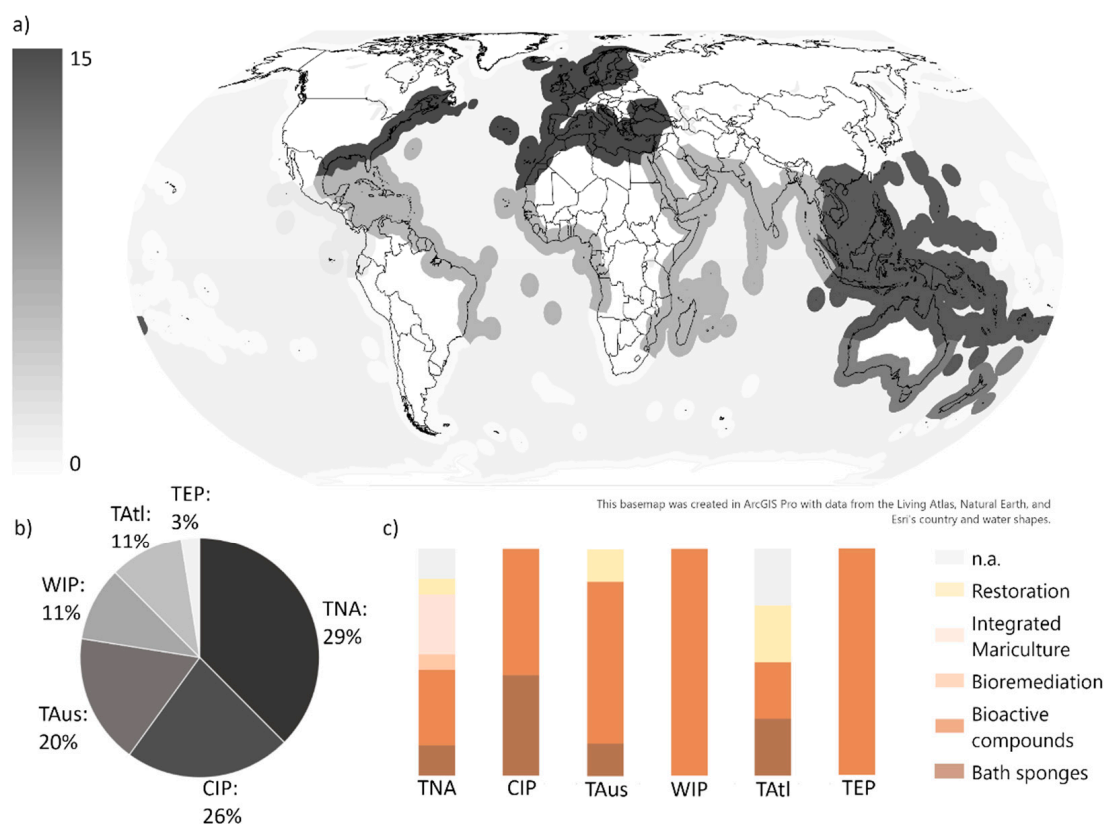 a)
15
0
This basemap was created in ArcGIS Pro with data from the Living Atlas, Natural Earth, and
Esri's country and water shapes.
b)
TEP:
3%
TAtl:
11%
WIP:
11%
TAus:
20%
CIP:
26%
TNA:
29%
c)
TNA
CIP
TAus
WIP
TAtl
TEP
n.a.
Restoration
Integrated
Mariculture
Bioremediation
Bioactive
compounds
Bath sponges